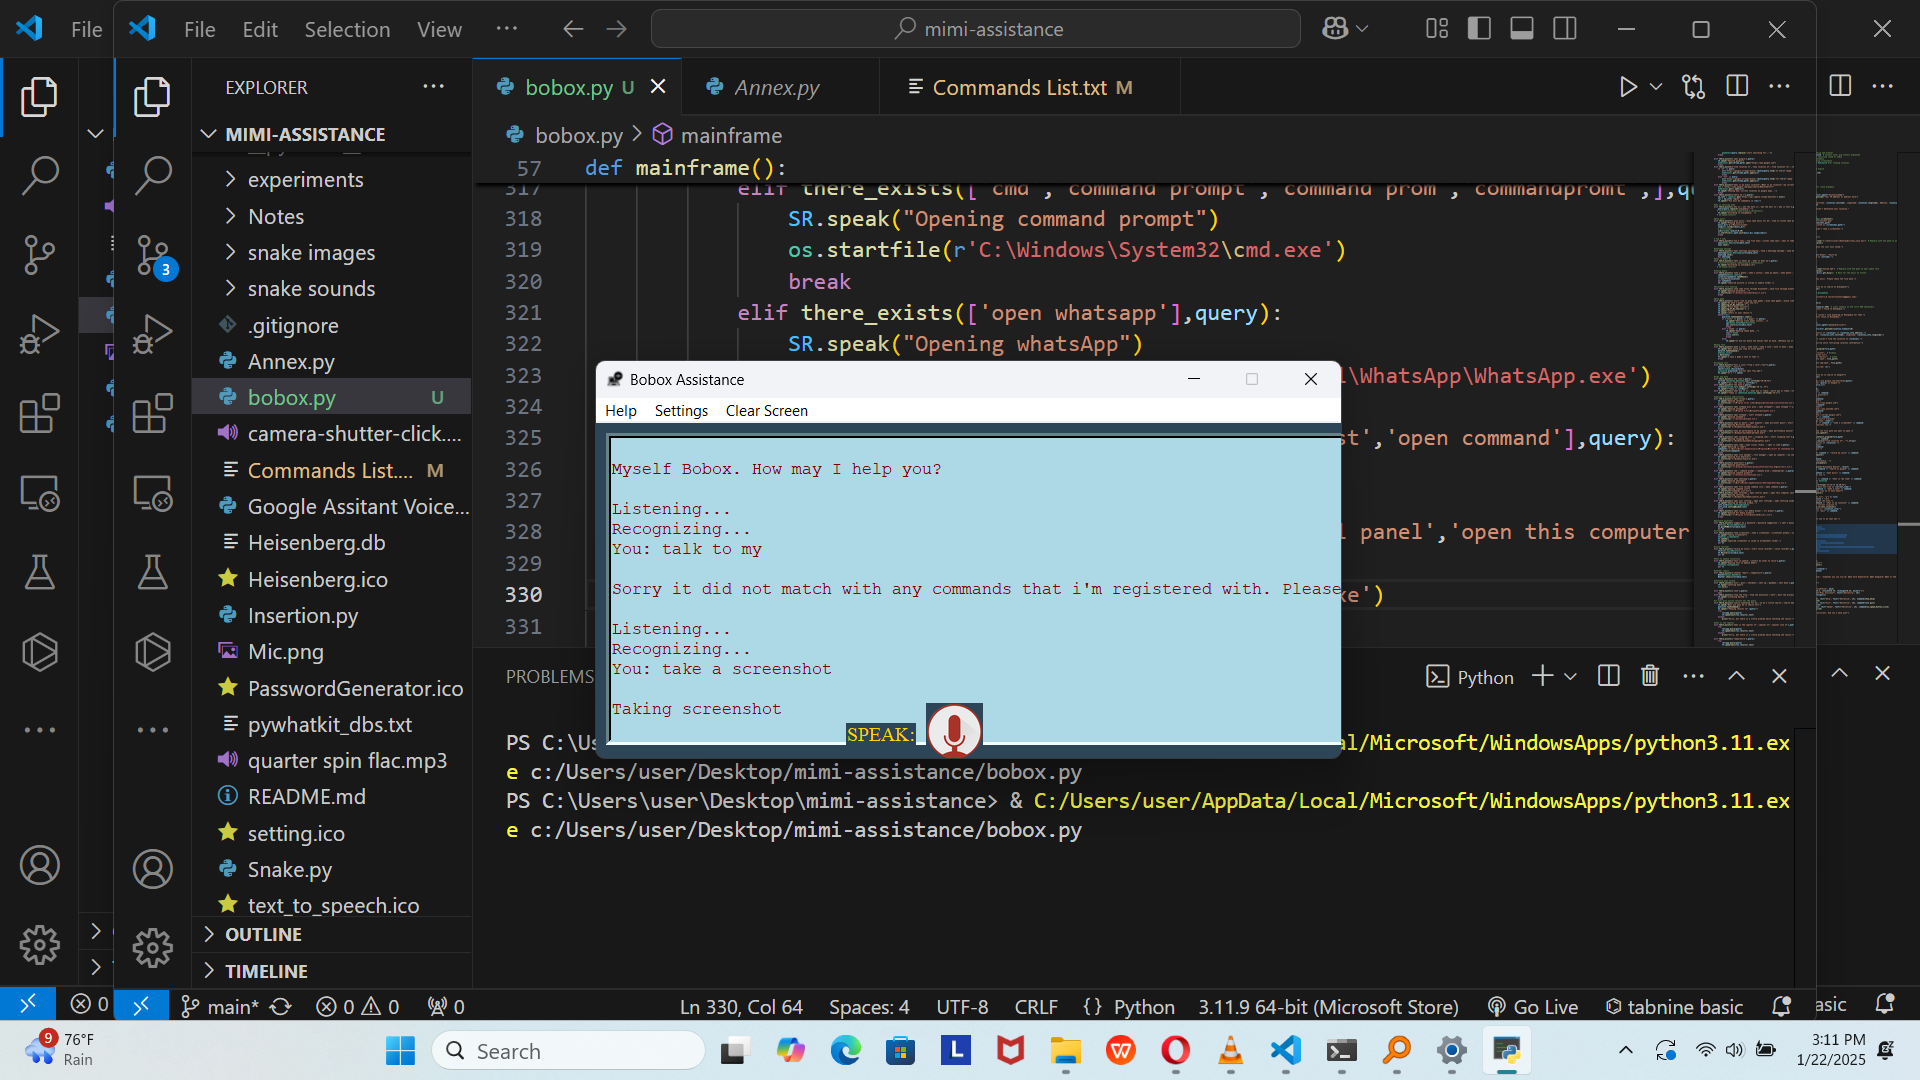 File
File Edit Selection View ···
mimi-assistance
EXPLORER
MIMI-ASSISTANCE
experiments
Notes
snake images
snake sounds
.gitignore
Annex.py
bobox.py U
camera-shutter-click....
Commands List.... M
Google Assitant Voice...
Heisenberg.db
Heisenberg.ico
Insertion.py
Mic.png
PasswordGenerator.ico
pywhatkit_dbs.txt
quarter spin flac.mp3
README.md
setting.ico
Snake.py
text_to_speech.ico
OUTLINE
TIMELINE
3
bobox.py U
Annex.py
Commands List.txt M
bobox.py > mainframe
57 def mainframe():
317 elif there_exists(['cmd','command prompt','command prom','commandpromt',],qu
318 SR.speak("Opening command prompt")
319 os.startfile(r'C:\Windows\System32\cmd.exe')
320 break
321 elif there_exists(['open whatsapp'],query):
322 SR.speak("Opening whatsApp")
323 l\WhatsApp\WhatsApp.exe')
324
325 st','open command'],query):
326
327
328 l panel','open this computer
329
330 xe')
331
Bobox Assistance
Help Settings Clear Screen
Myself Bobox. How may I help you?
Listening...
Recognizing...
You: talk to my
Sorry it did not match with any commands that i'm registered with. Please
Listening...
Recognizing...
You: take a screenshot
Taking screenshot
SPEAK:
PROBLEMS
Python
PS C:\Us al/Microsoft/WindowsApps/python3.11.ex
e c:/Users/user/Desktop/mimi-assistance/bobox.py
PS C:\Users\user\Desktop\mimi-assistance> & C:/Users/user/AppData/Local/Microsoft/WindowsApps/python3.11.ex
e c:/Users/user/Desktop/mimi-assistance/bobox.py
0
main* 0 0 0
Ln 330, Col 64 Spaces: 4 UTF-8 CRLF {} Python 3.11.9 64-bit (Microsoft Store) Go Live tabnine basic
asic
9
76°F
Rain
Search
3:11 PM
1/22/2025